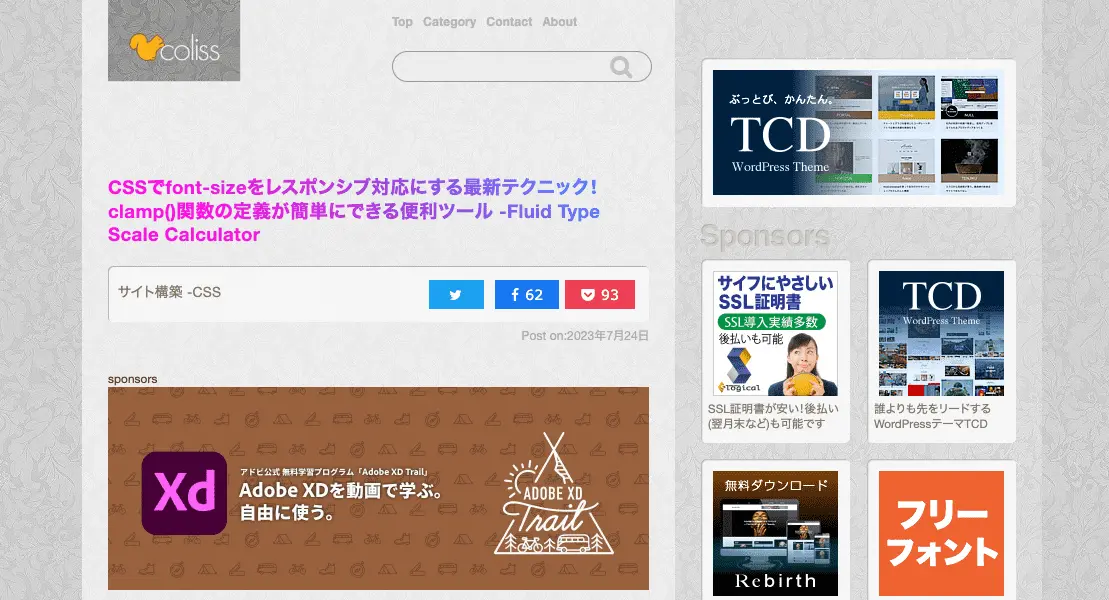 coliss
Top Category Contact About
CSSでfont-sizeをレスポンシブ対応にする最新テクニック！
clamp()関数の定義が簡単にできる便利ツール -Fluid Type
Scale Calculator
サイト構築 -CSS
62
93
Post on:2023年7月24日
sponsors
Xd
アドビ公式 無料学習プログラム「Adobe XD Trail」
Adobe XDを動画で学ぶ。
自由に使う。
ADOBE XD
Trail
ぶっとび、かんたん。
TCD
WordPress Theme
Sponsors
サイフにやさしい
SSL証明書
SSL導入実績多数
後払いも可能
logical
SSL証明書が安い！後払い
(翌月末など)も可能です
TCD
WordPress Theme
誰よりも先をリードする
WordPressテーマTCD
無料ダウンロード
Rebirth
フリー
フォント